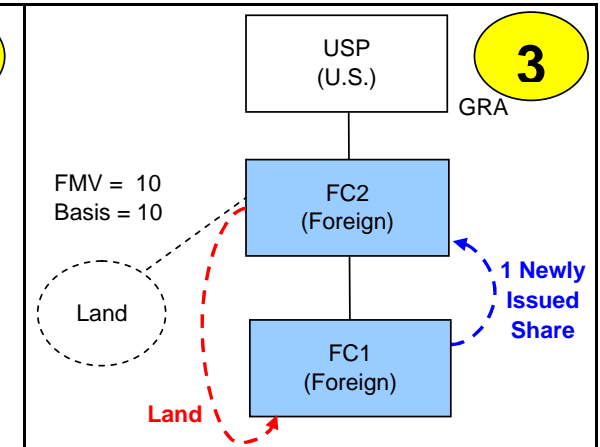 USP
(U.S.)
3
GRA
FMV = 10
Basis = 10
FC2
(Foreign)
Land
1 Newly
Issued
Share
FC1
(Foreign)
Land